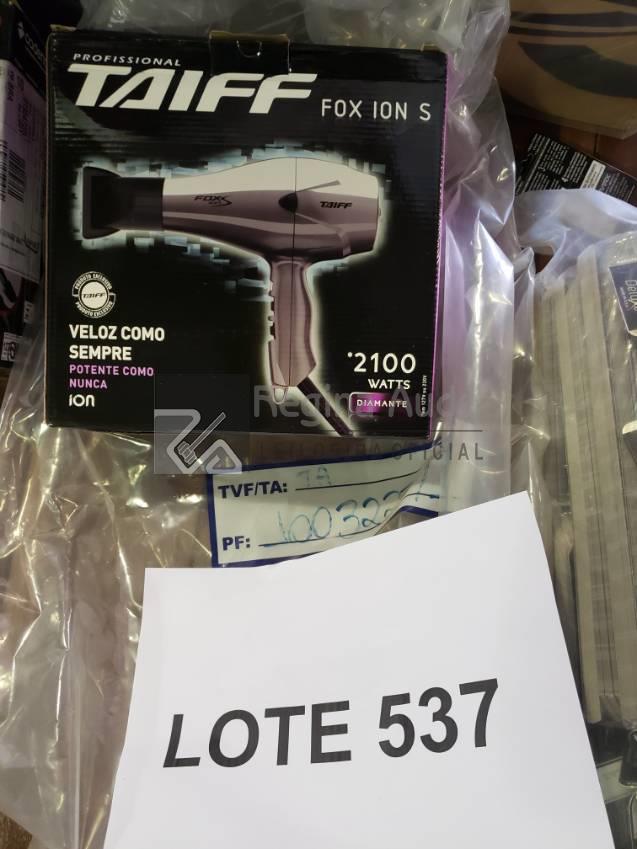 PROFISSIONAL
TAIFF
FOX ION S
FOX S
TAIFF
TAIFF
VELOZ COMO
SEMPRE
POTENTE COMO
NUNCA
ion
*2100
WATTS
DIAMANTE
TVF/TA:
PF:
LOTE 537